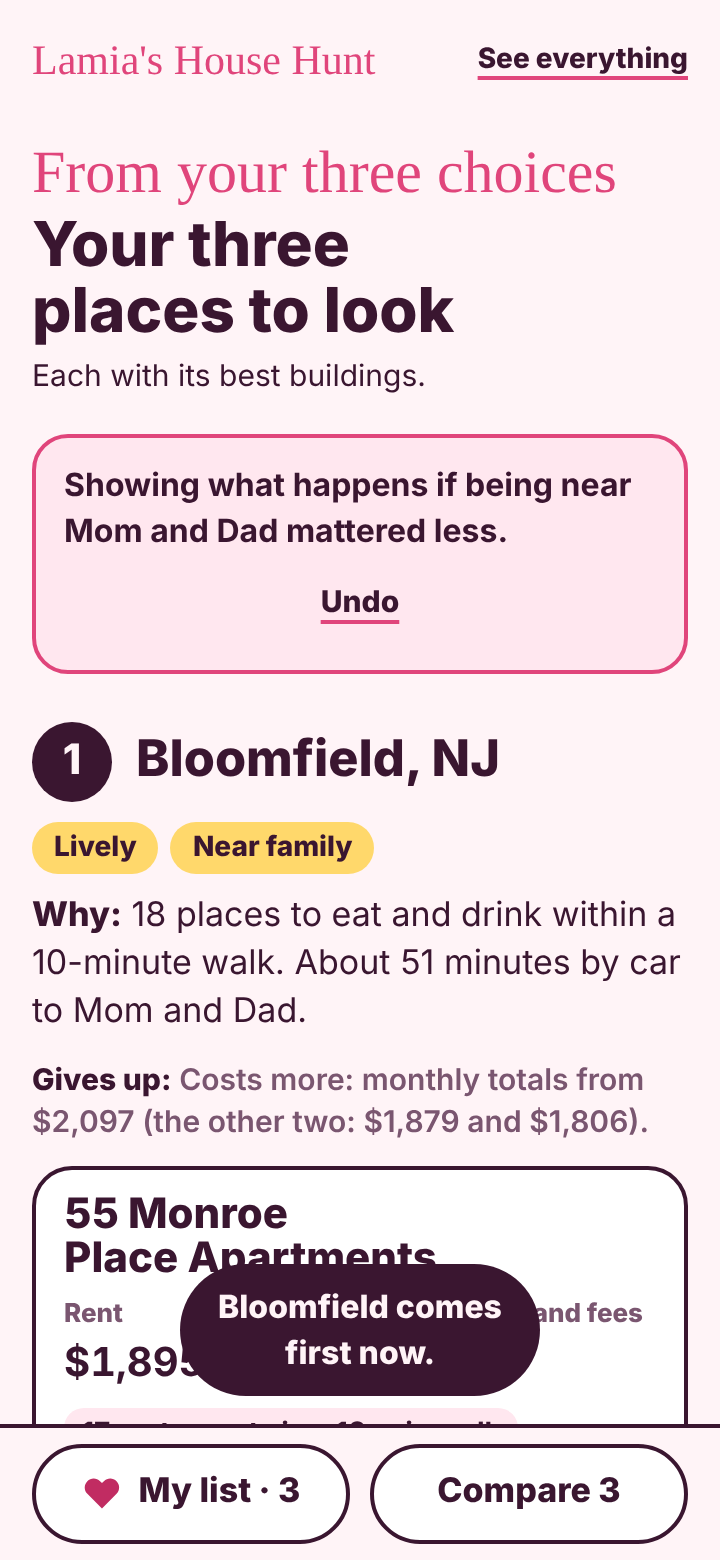 Lamia's House Hunt
See everything
From your three choices
Your three
places to look
Each with its best buildings.
Showing what happens if being near
Mom and Dad mattered less.
Undo
1
Bloomfield, NJ
Lively
Near family
Why: 18 places to eat and drink within a
10-minute walk. About 51 minutes by car
to Mom and Dad.
Gives up: Costs more: monthly totals from
$2,097 (the other two: $1,879 and $1,806).
55 Monroe
Place Apartments
Rent
and fees
$1,895
Bloomfield comes
first now.
My list · 3
Compare 3